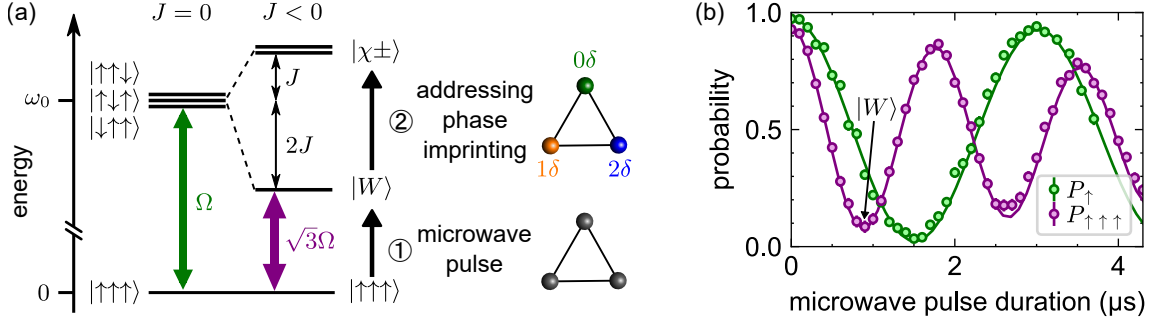 (a)
J = 0
J < 0
energy
ω₀
0
|↑↑↓⟩
|↑↓↑⟩
|↓↑↑⟩
Ω
J
2J
√3Ω
|χ±⟩
|W⟩
|↑↑↑⟩
|↑↑↑⟩
② addressing
phase
imprinting
① microwave
pulse
0δ
1δ
2δ
(b)
probability
1.0
0.5
0.0
|W⟩
P↑
P↑↑↑
0
2
4
microwave pulse duration (μs)